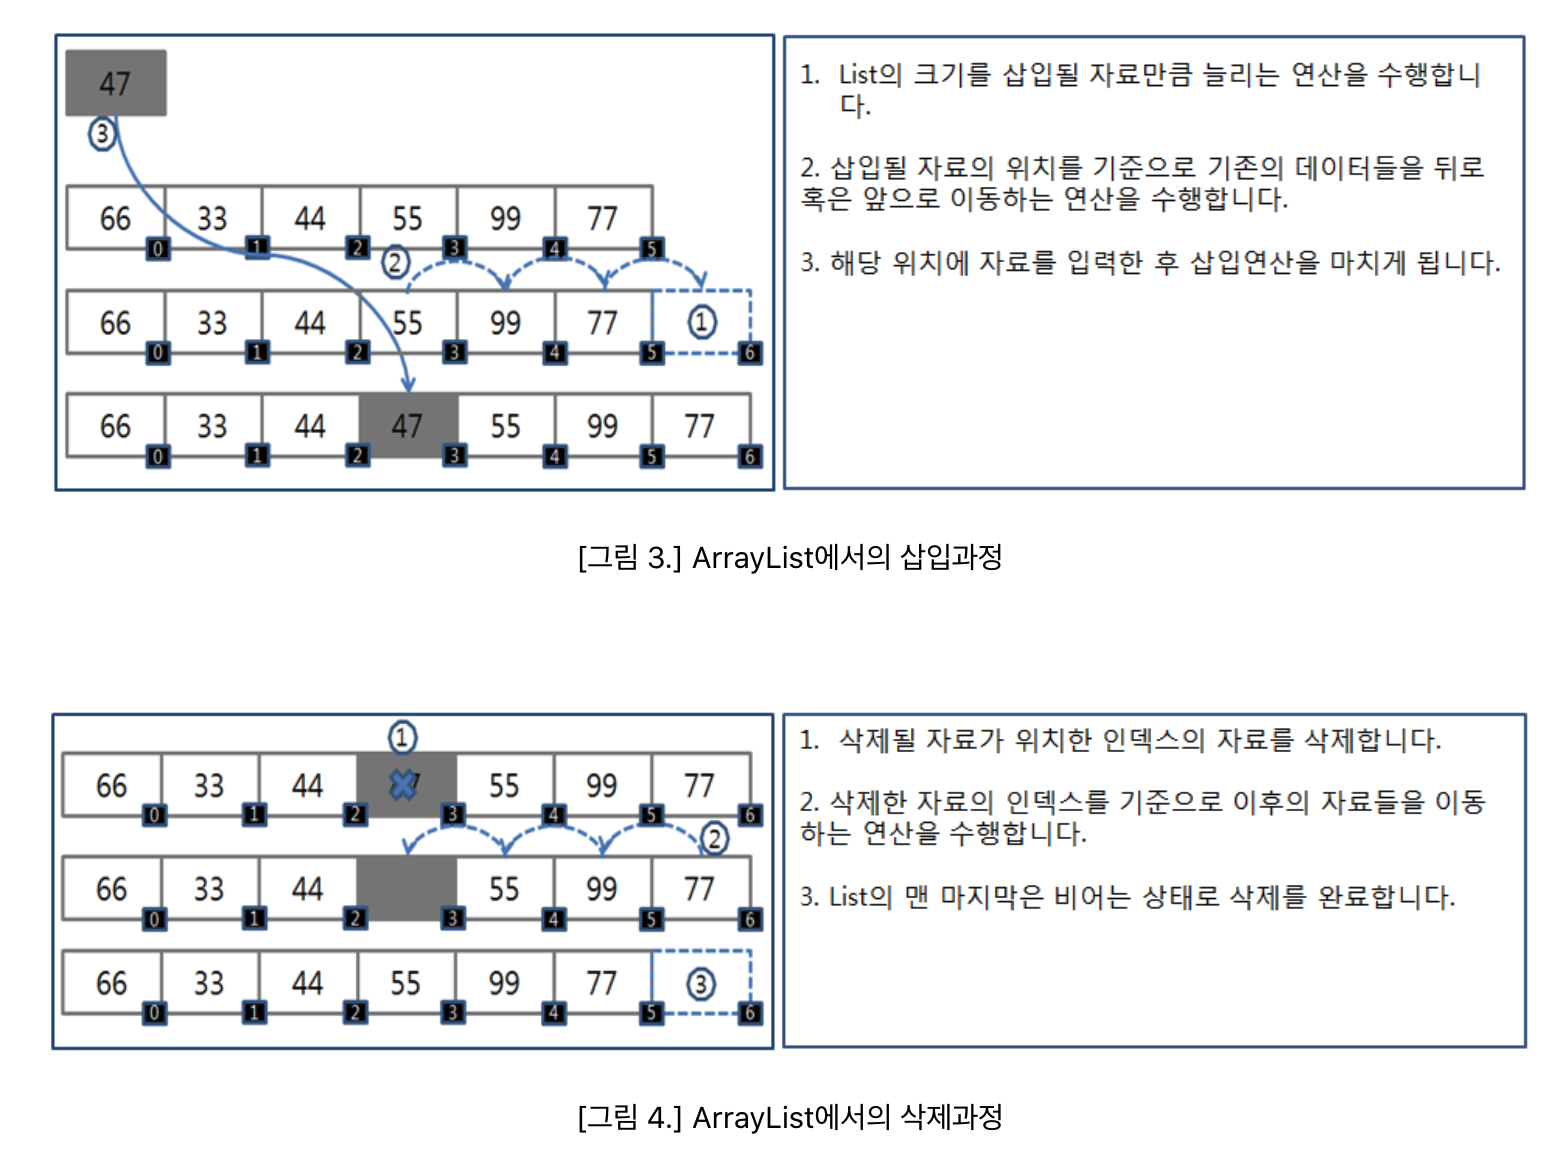 47
③
66 33 44 55 99 77
0 1 2 3 4 5
②
66 33 44 55 99 77 ①
0 1 2 3 4 5 6
66 33 44 47 55 99 77
0 1 2 3 4 5 6
1. List의 크기를 삽입될 자료만큼 늘리는 연산을 수행합니
다.
2. 삽입될 자료의 위치를 기준으로 기존의 데이터들을 뒤로
혹은 앞으로 이동하는 연산을 수행합니다.
3. 해당 위치에 자료를 입력한 후 삽입연산을 마치게 됩니다.
[그림 3.] ArrayList에서의 삽입과정
①
66 33 44 55 99 77
0 1 2 3 4 5 6
②
66 33 44 55 99 77
0 1 2 3 4 5 6
66 33 44 55 99 77 ③
0 1 2 3 4 5 6
1. 삭제될 자료가 위치한 인덱스의 자료를 삭제합니다.
2. 삭제한 자료의 인덱스를 기준으로 이후의 자료들을 이동
하는 연산을 수행합니다.
3. List의 맨 마지막은 비어는 상태로 삭제를 완료합니다.
[그림 4.] ArrayList에서의 삭제과정